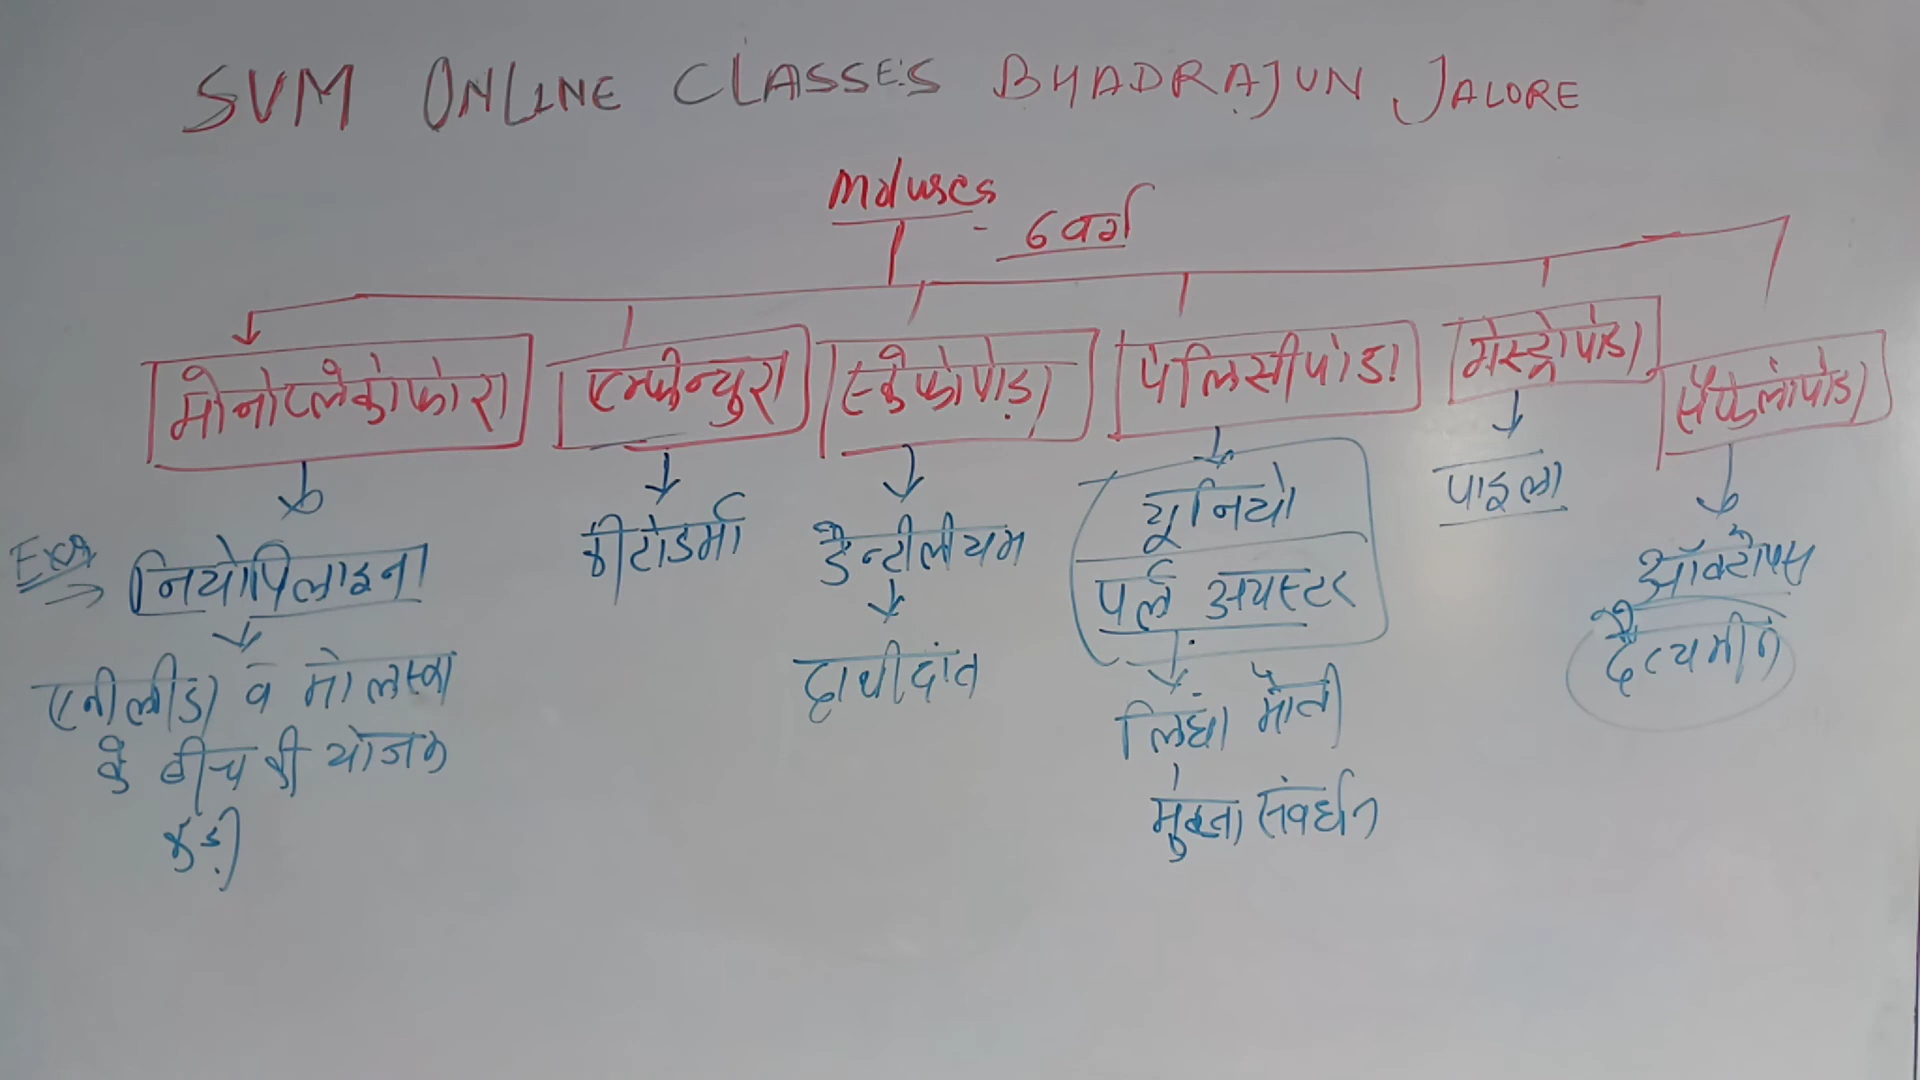 SVM ONLINE CLASSES BHADRAJUN JALORE
Moluscs
- 6 वर्ग
मोनोप्लेकोफोरा
एम्फीन्युरा
स्केफोपोडा
पेलिसीपोडा
गेस्ट्रोपोडा
सैफेलोपोडा
Exa
नियोपिलाइना
एनीलीडा व मोलस्का
के बीच की योजक
कड़ी
कीटोडर्मा
डेन्टीलीयम
हाथीदांत
यूनियो
पर्ल अयस्टर
लिंघा मोती
मुक्ता संवर्धन
पाइला
ऑक्टोपस
दैत्यमीन